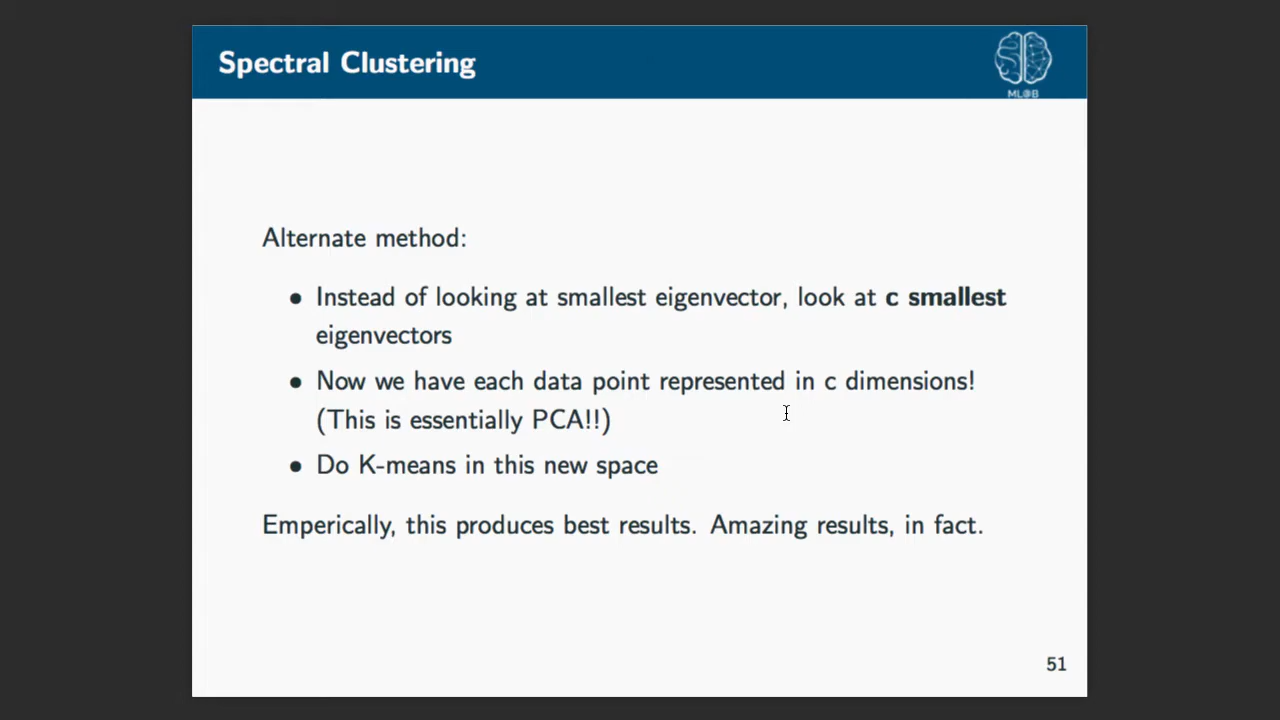 Spectral Clustering
ML@B
Alternate method:
• Instead of looking at smallest eigenvector, look at c smallest
eigenvectors
• Now we have each data point represented in c dimensions!
(This is essentially PCA!!)
• Do K-means in this new space
Emperically, this produces best results. Amazing results, in fact.
51